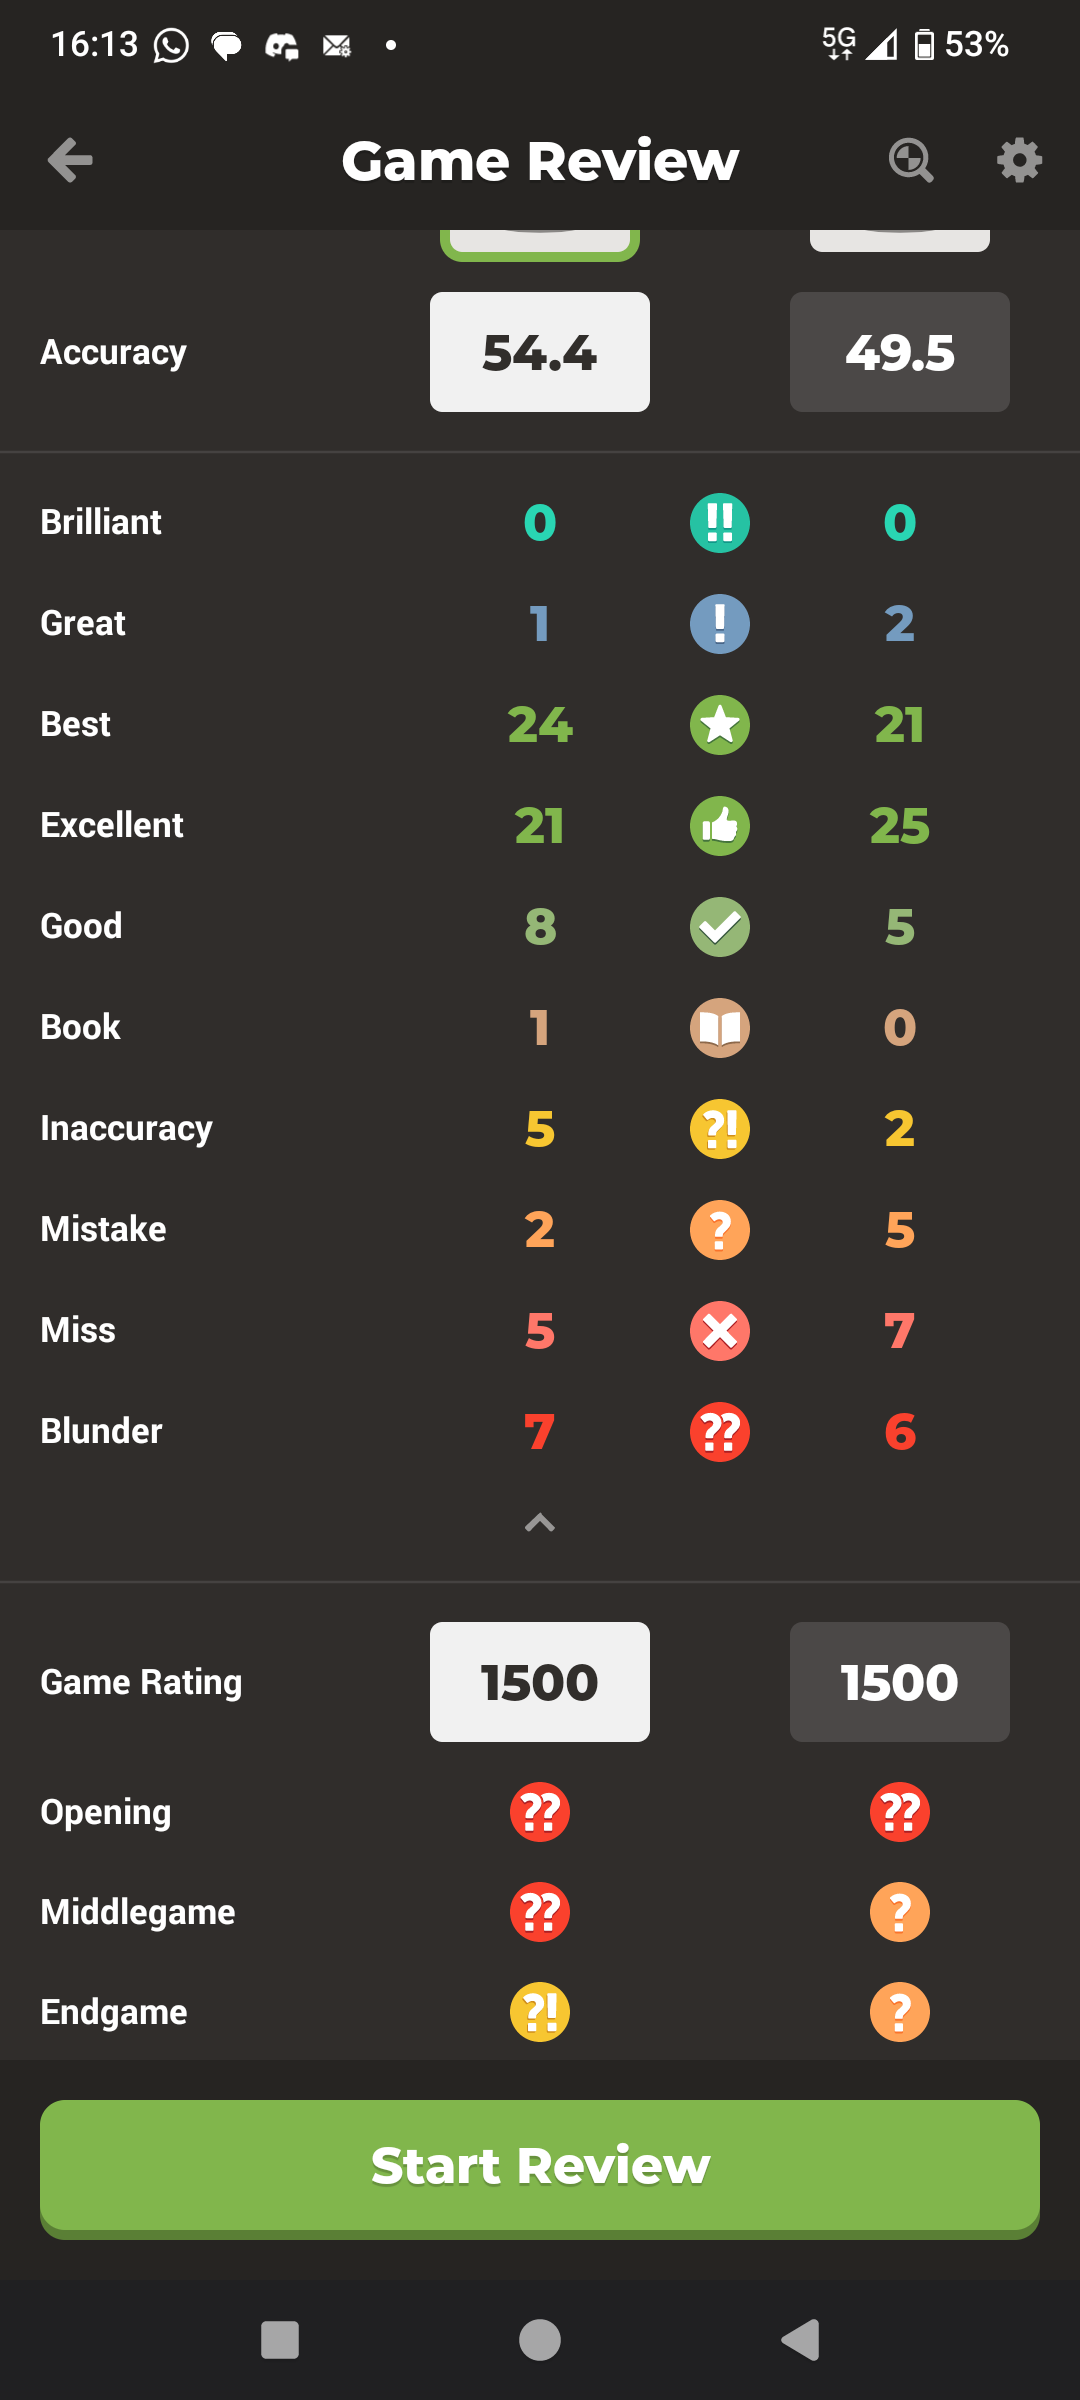 16:13 5G 53%
Game Review
Accuracy 54.4 49.5
Brilliant 0 !! 0
Great 1 ! 2
Best 24 21
Excellent 21 25
Good 8 5
Book 1 0
Inaccuracy 5 ?! 2
Mistake 2 ? 5
Miss 5 7
Blunder 7 ?? 6
Game Rating 1500 1500
Opening ?? ??
Middlegame ?? ?
Endgame ?! ?
Start Review